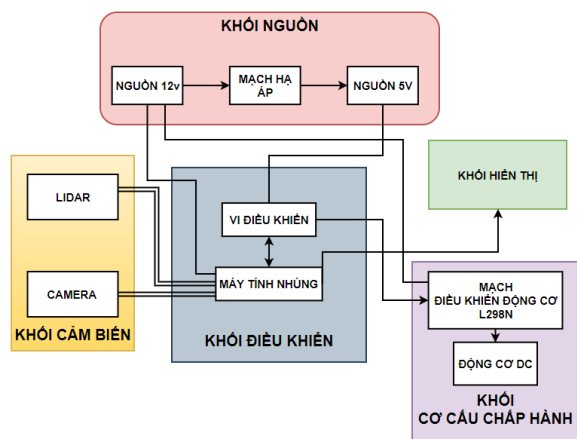 KHỐI NGUỒN
NGUỒN 12v
MẠCH HẠ
ÁP
NGUỒN 5V
LIDAR
CAMERA
KHỐI CẢM BIẾN
VI ĐIỀU KHIỂN
MÁY TÍNH NHÚNG
KHỐI ĐIỀU KHIỂN
KHỐI HIỂN THỊ
MẠCH
ĐIỀU KHIỂN ĐỘNG CƠ
L298N
ĐỘNG CƠ DC
KHỐI
CƠ CẤU CHẤP HÀNH